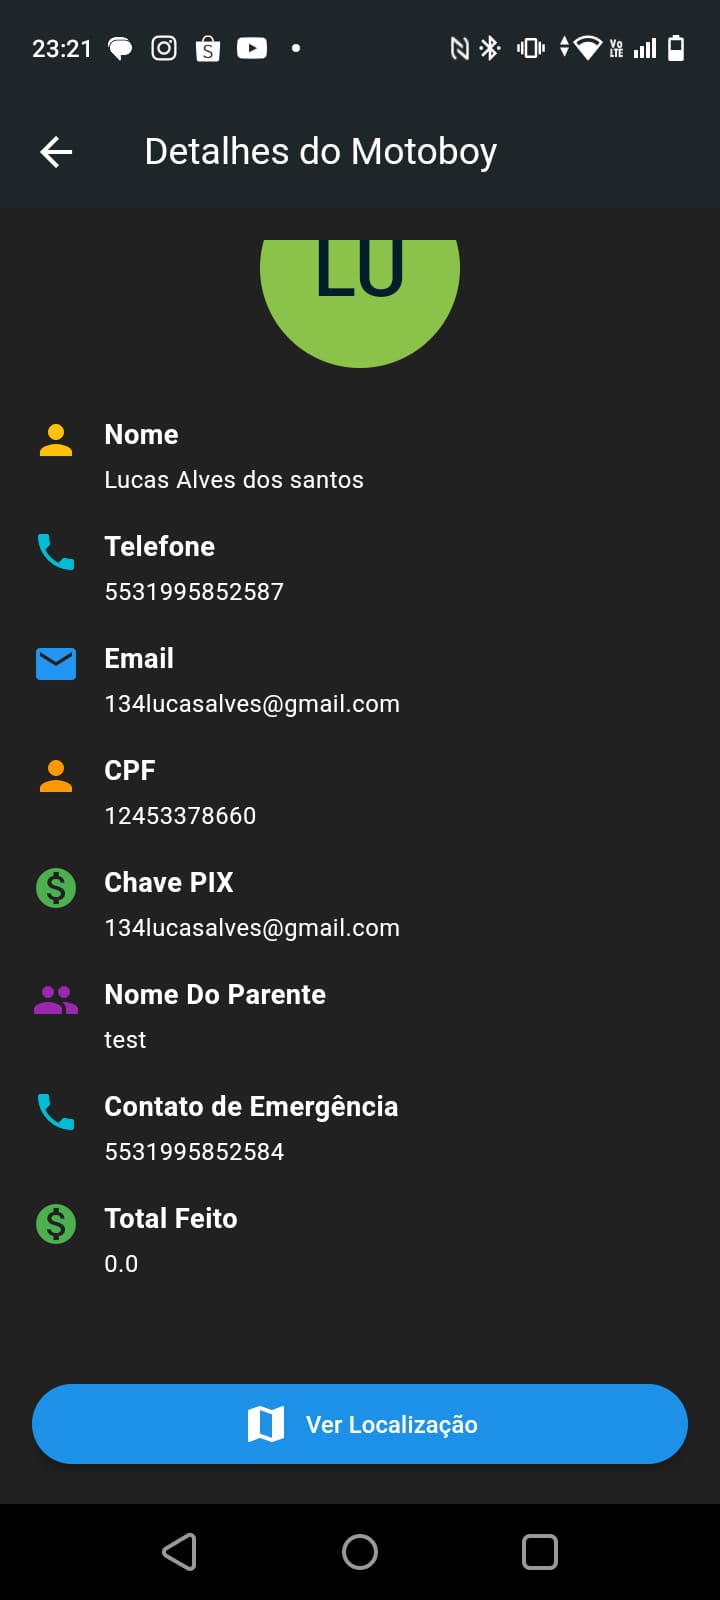 23:21
Detalhes do Motoboy
LU
Nome
Lucas Alves dos santos
Telefone
5531995852587
Email
134lucasalves@gmail.com
CPF
12453378660
Chave PIX
134lucasalves@gmail.com
Nome Do Parente
test
Contato de Emergência
5531995852584
Total Feito
0.0
Ver Localização